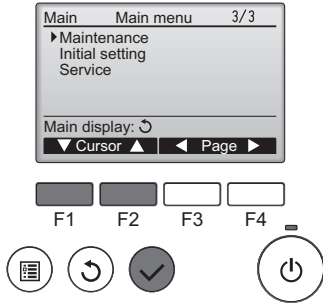 Main Main menu 3/3
Maintenance
Initial setting
Service
Main display:
Cursor Page
F1 F2 F3 F4